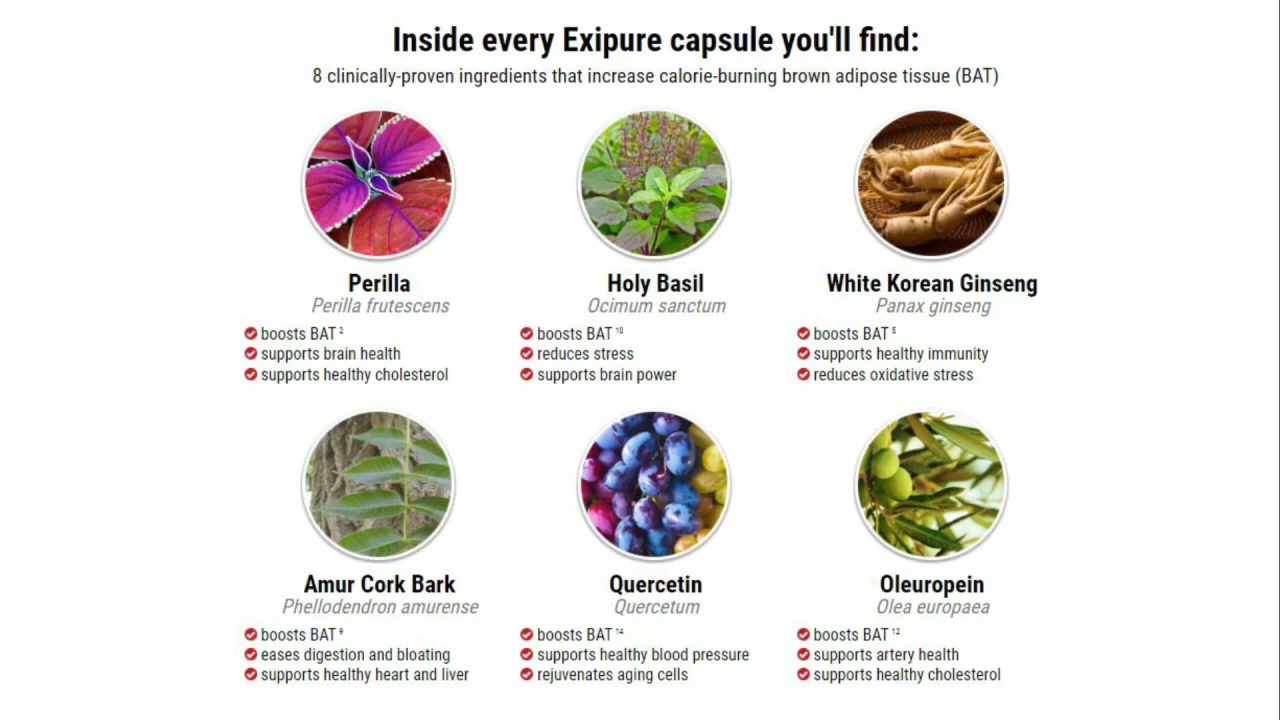 Inside every Exipure capsule you'll find:
8 clinically-proven ingredients that increase calorie-burning brown adipose tissue (BAT)
Perilla
Perilla frutescens
boosts BAT 2
supports brain health
supports healthy cholesterol
Holy Basil
Ocimum sanctum
boosts BAT 10
reduces stress
supports brain power
White Korean Ginseng
Panax ginseng
boosts BAT 5
supports healthy immunity
reduces oxidative stress
Amur Cork Bark
Phellodendron amurense
boosts BAT 9
eases digestion and bloating
supports healthy heart and liver
Quercetin
Quercetum
boosts BAT 14
supports healthy blood pressure
rejuvenates aging cells
Oleuropein
Olea europaea
boosts BAT 12
supports artery health
supports healthy cholesterol